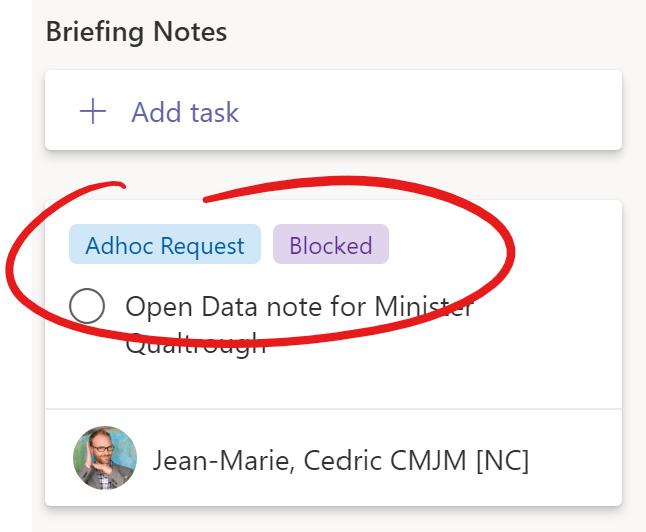 Briefing Notes
+ Add task
Adhoc Request Blocked
Open Data note for Minister
Qualtrough
Jean-Marie, Cedric CMJM [NC]